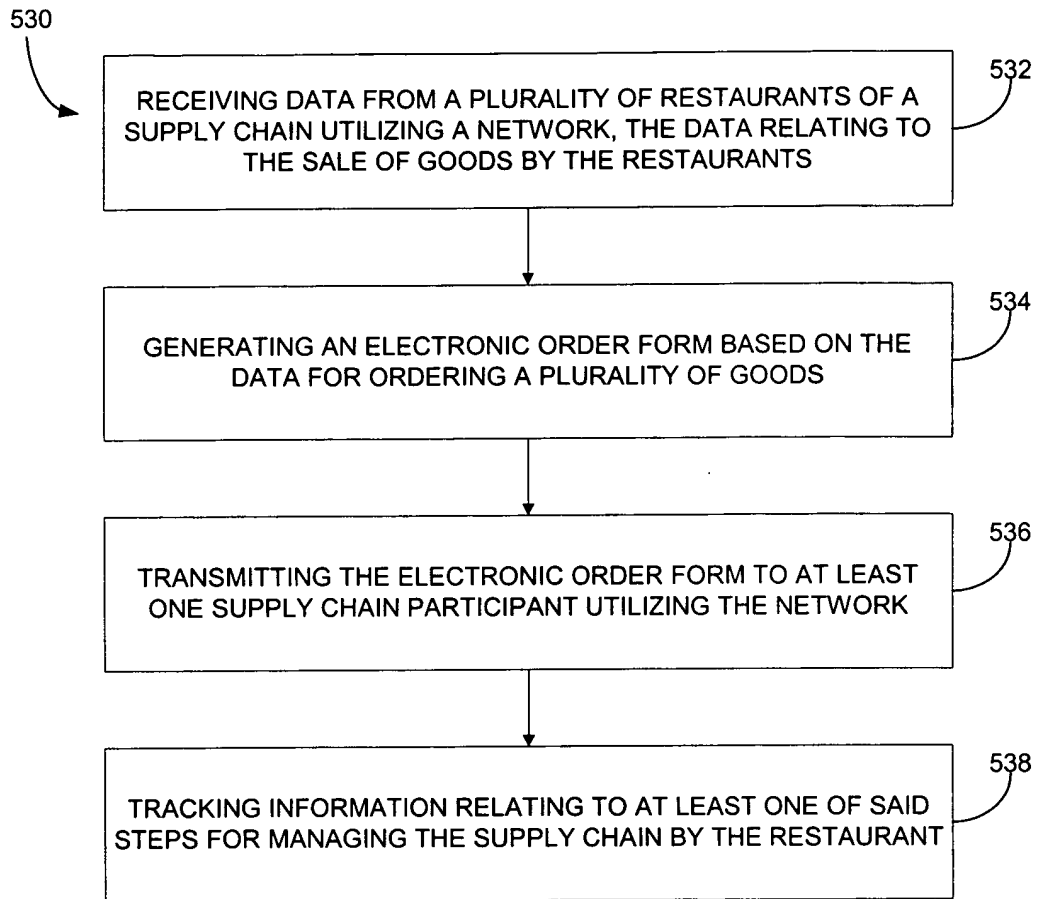 530
532
RECEIVING DATA FROM A PLURALITY OF RESTAURANTS OF A
SUPPLY CHAIN UTILIZING A NETWORK, THE DATA RELATING TO
THE SALE OF GOODS BY THE RESTAURANTS
534
GENERATING AN ELECTRONIC ORDER FORM BASED ON THE
DATA FOR ORDERING A PLURALITY OF GOODS
536
TRANSMITTING THE ELECTRONIC ORDER FORM TO AT LEAST
ONE SUPPLY CHAIN PARTICIPANT UTILIZING THE NETWORK
538
TRACKING INFORMATION RELATING TO AT LEAST ONE OF SAID
STEPS FOR MANAGING THE SUPPLY CHAIN BY THE RESTAURANT